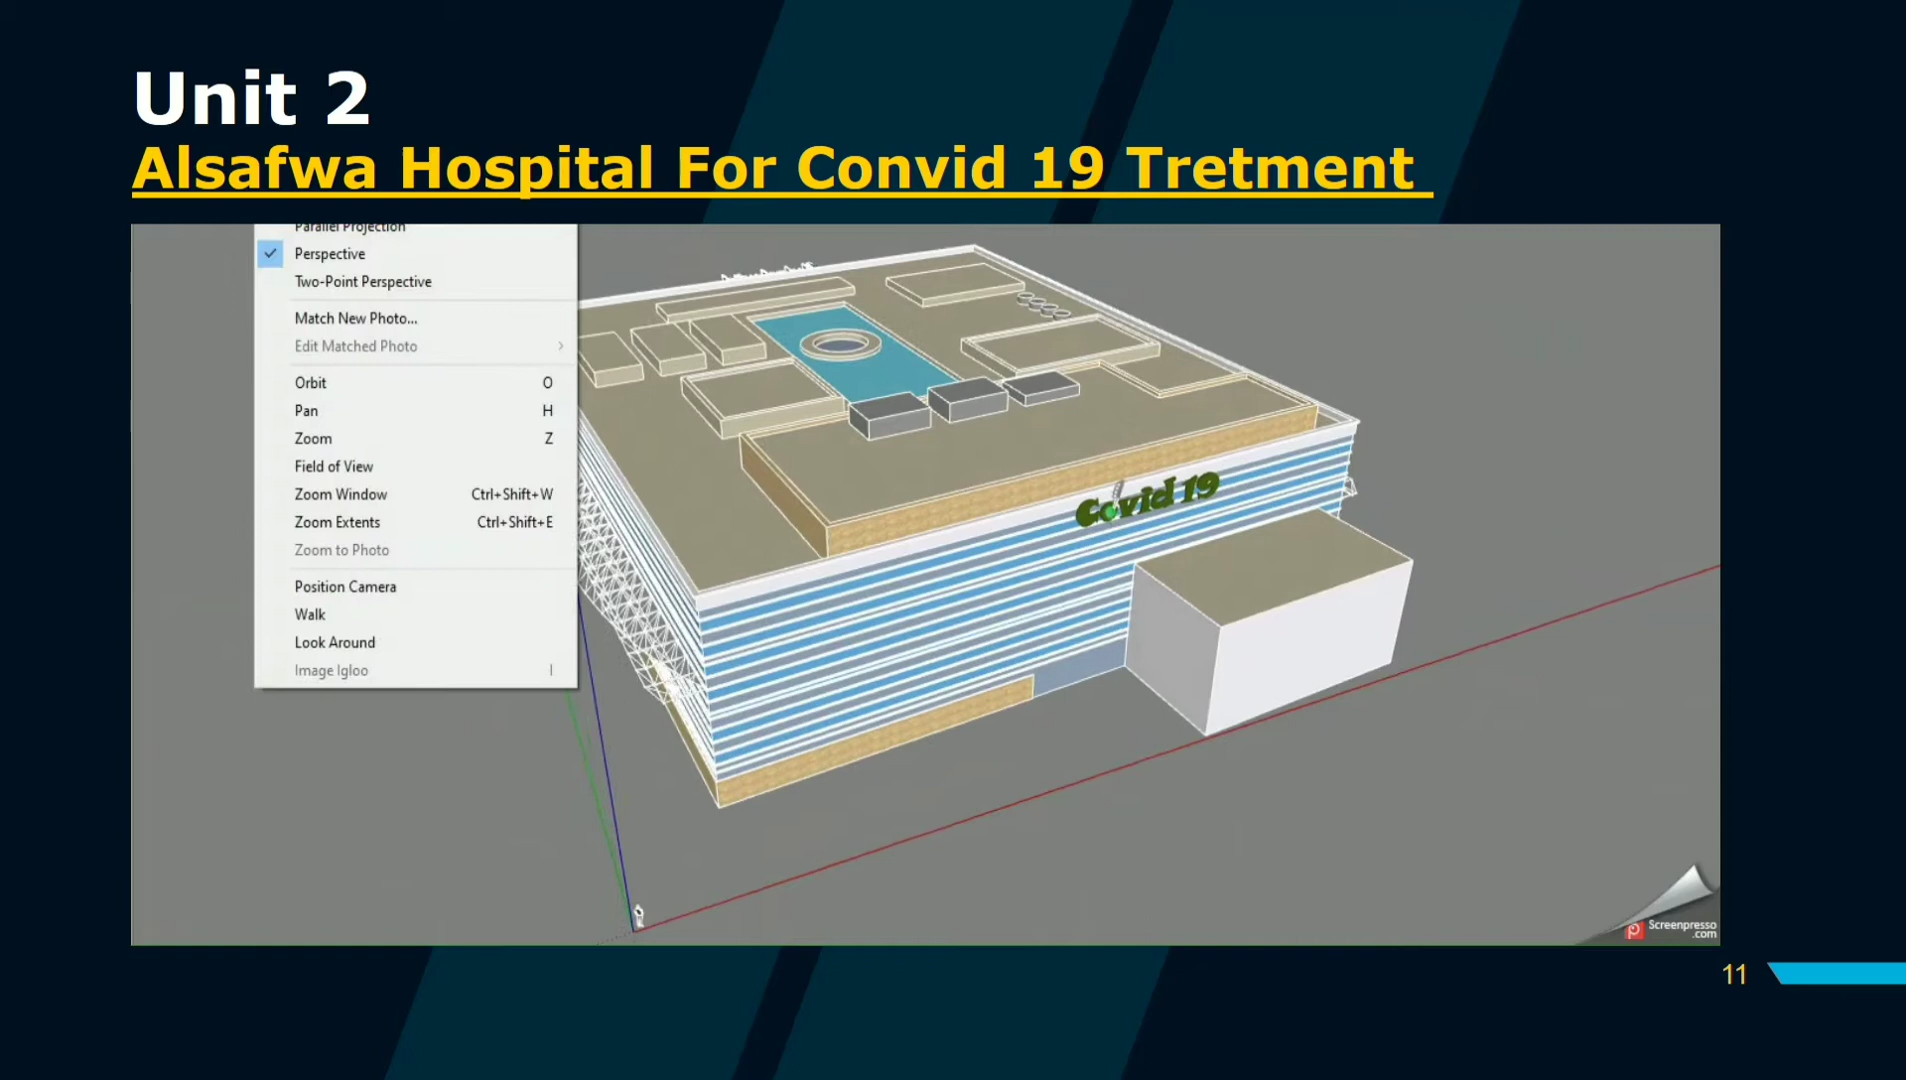 Unit 2
Alsafwa Hospital For Convid 19 Tretment
Parallel Projection
Perspective
Two-Point Perspective
Match New Photo...
Edit Matched Photo
Orbit O
Pan H
Zoom Z
Field of View
Zoom Window Ctrl+Shift+W
Zoom Extents Ctrl+Shift+E
Zoom to Photo
Position Camera
Walk
Look Around
Image Igloo I
Covid 19
Screenpresso
.com
11